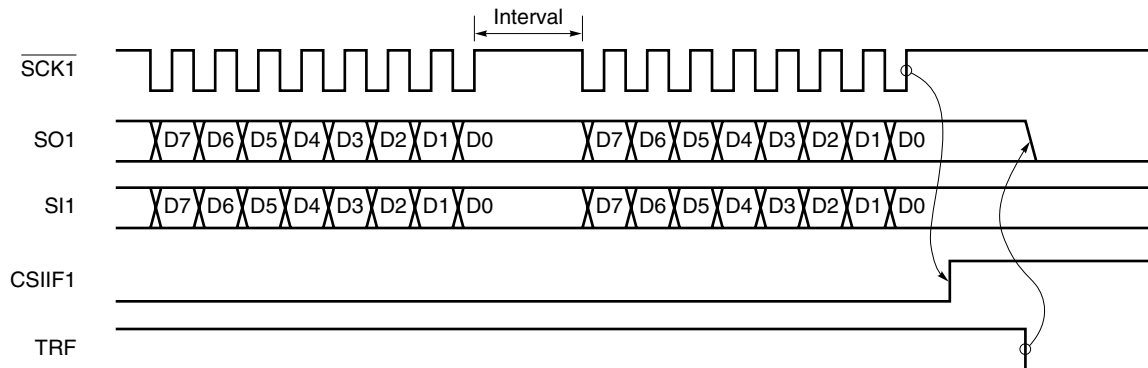 Interval
SCK1
SO1 D7 D6 D5 D4 D3 D2 D1 D0 D7 D6 D5 D4 D3 D2 D1 D0
SI1 D7 D6 D5 D4 D3 D2 D1 D0 D7 D6 D5 D4 D3 D2 D1 D0
CSIIF1
TRF